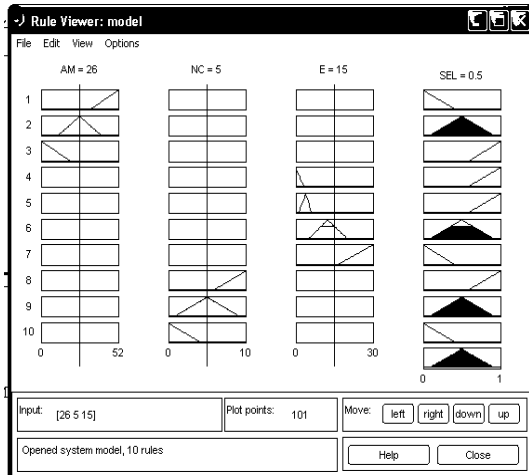 Rule Viewer: model
File Edit View Options
AM = 26 NC = 5 E = 15 SEL = 0.5
1
2
3
4
5
6
7
8
9
10
0 52 0 10 0 30
0 1
Input: [26 5 15] Plot points: 101 Move: left right down up
Opened system model, 10 rules Help Close